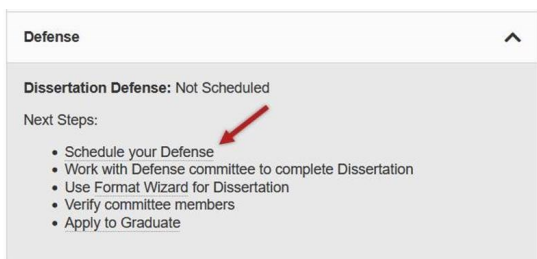 Defense
Dissertation Defense: Not Scheduled
Next Steps:
• Schedule your Defense
• Work with Defense committee to complete Dissertation
• Use Format Wizard for Dissertation
• Verify committee members
• Apply to Graduate